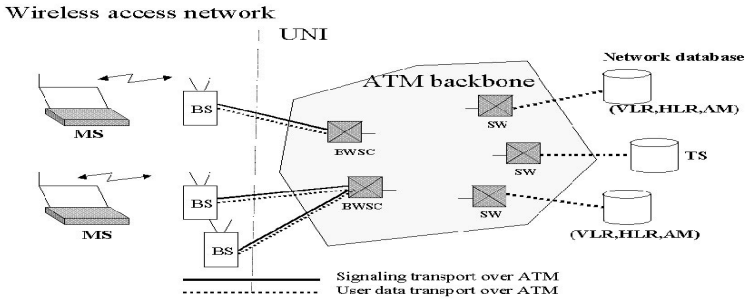 Wireless access network
UNI
ATM backbone
Network database
(VLR,HLR,AM)
MS
BS
BWSC
SW
SW
TS
MS
BS
BWSC
SW
(VLR,HLR,AM)
BS
Signaling transport over ATM
User data transport over ATM